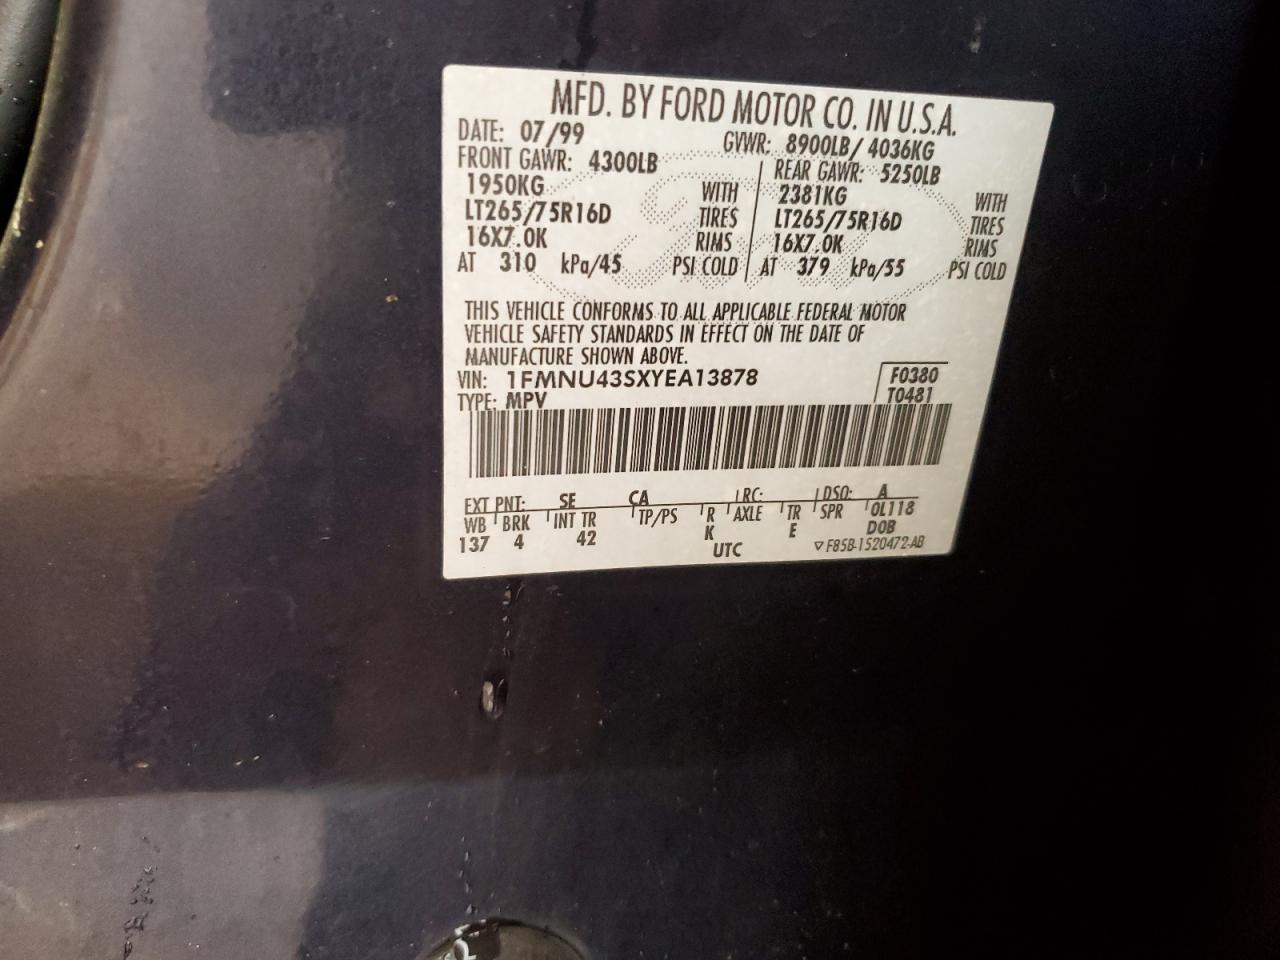 MFD. BY FORD MOTOR CO. IN U.S.A.
DATE: 07/99 GVWR: 8900LB/ 4036KG
FRONT GAWR: 4300LB REAR GAWR: 5250LB
1950KG WITH 2381KG WITH
LT265/75R16D TIRES LT265/75R16D TIRES
16X7.0K RIMS 16X7.0K RIMS
AT 310 kPa/45 PSI COLD AT 379 kPa/55 PSI COLD
THIS VEHICLE CONFORMS TO ALL APPLICABLE FEDERAL MOTOR
VEHICLE SAFETY STANDARDS IN EFFECT ON THE DATE OF
MANUFACTURE SHOWN ABOVE.
VIN: 1FMNU43SXYEA13878 F0380
TYPE: MPV T0481
EXT PNT: SE CA RC: DSO: A
WB BRK INT TR TP/PS R AXLE TR SPR 0L118
137 4 42 K E DOB
UTC ▽F85B-1520472-AB